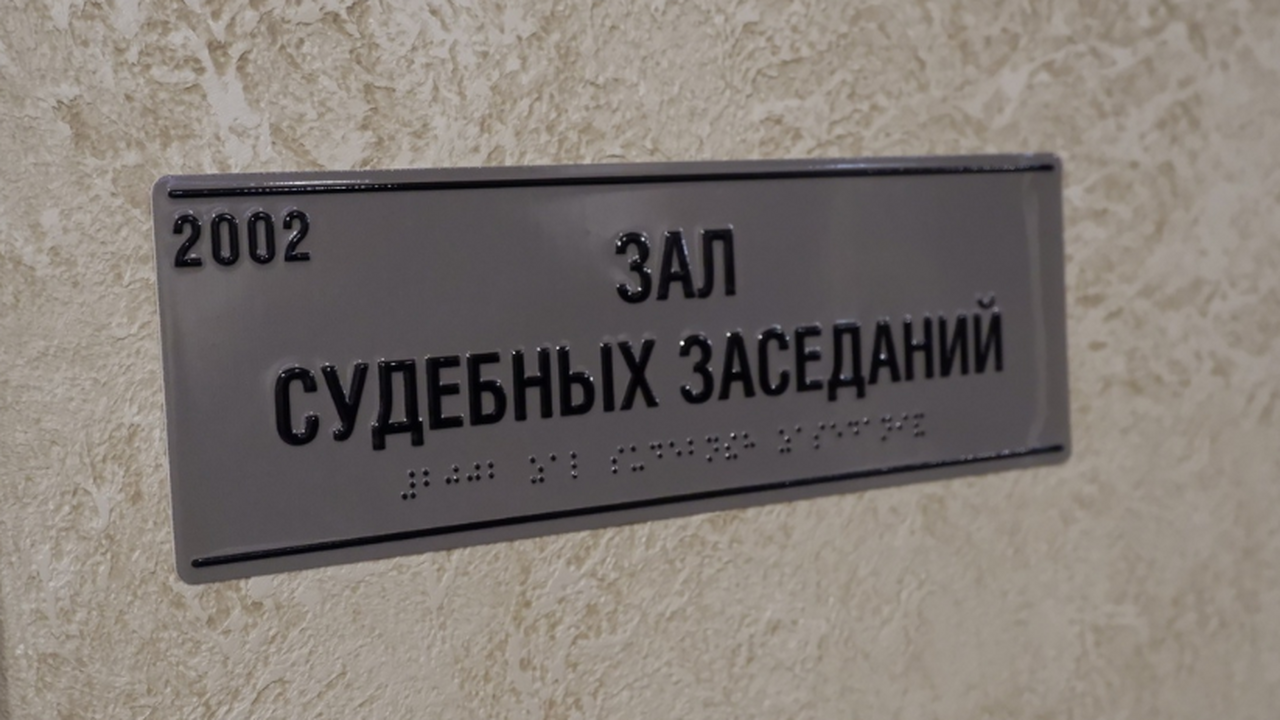 2002
ЗАЛ
СУДЕБНЫХ ЗАСЕДАНИЙ
⠼⠃⠚⠚⠃ ⠵⠁⠇ ⠎⠥⠙⠑⠃⠝⠮⠓ ⠵⠁⠎⠑⠙⠁⠝⠊⠯